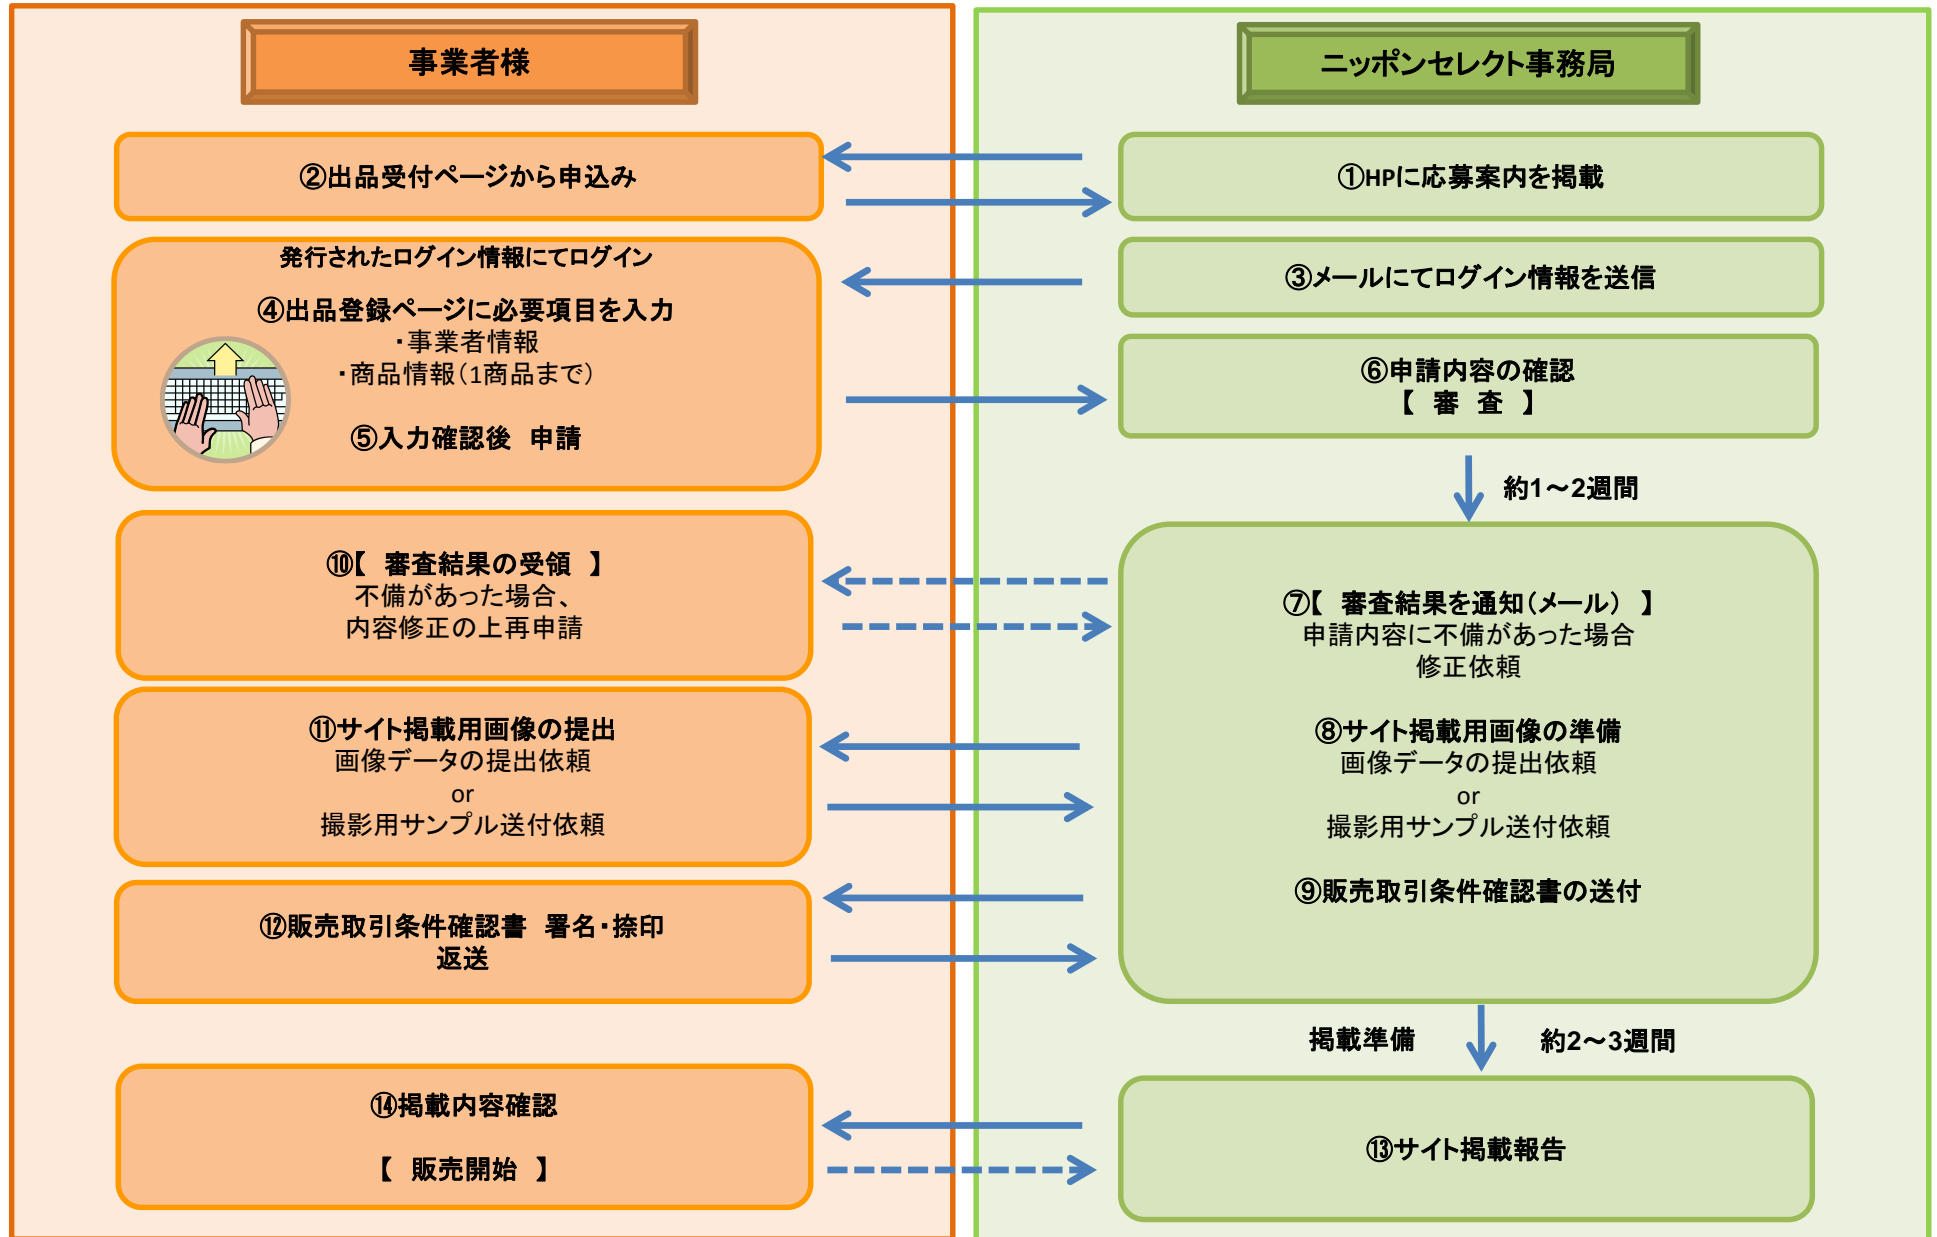 事業者様
②出品受付ページから申込み
発行されたログイン情報にてログイン
④出品登録ページに必要項目を入力
・事業者情報
・商品情報（1商品まで）
⑤入力確認後　申請
⑩【　審査結果の受領　】
不備があった場合、
内容修正の上再申請
⑪サイト掲載用画像の提出
画像データの提出依頼
or
撮影用サンプル送付依頼
⑫販売取引条件確認書　署名・捺印
返送
⑭掲載内容確認
【　販売開始　】
ニッポンセレクト事務局
①HPに応募案内を掲載
③メールにてログイン情報を送信
⑥申請内容の確認
【　審　査　】
約1～2週間
⑦【　審査結果を通知（メール）　】
申請内容に不備があった場合
修正依頼
⑧サイト掲載用画像の準備
画像データの提出依頼
or
撮影用サンプル送付依頼
⑨販売取引条件確認書の送付
掲載準備　約2～3週間
⑬サイト掲載報告